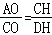 AO/CO = CH/DH